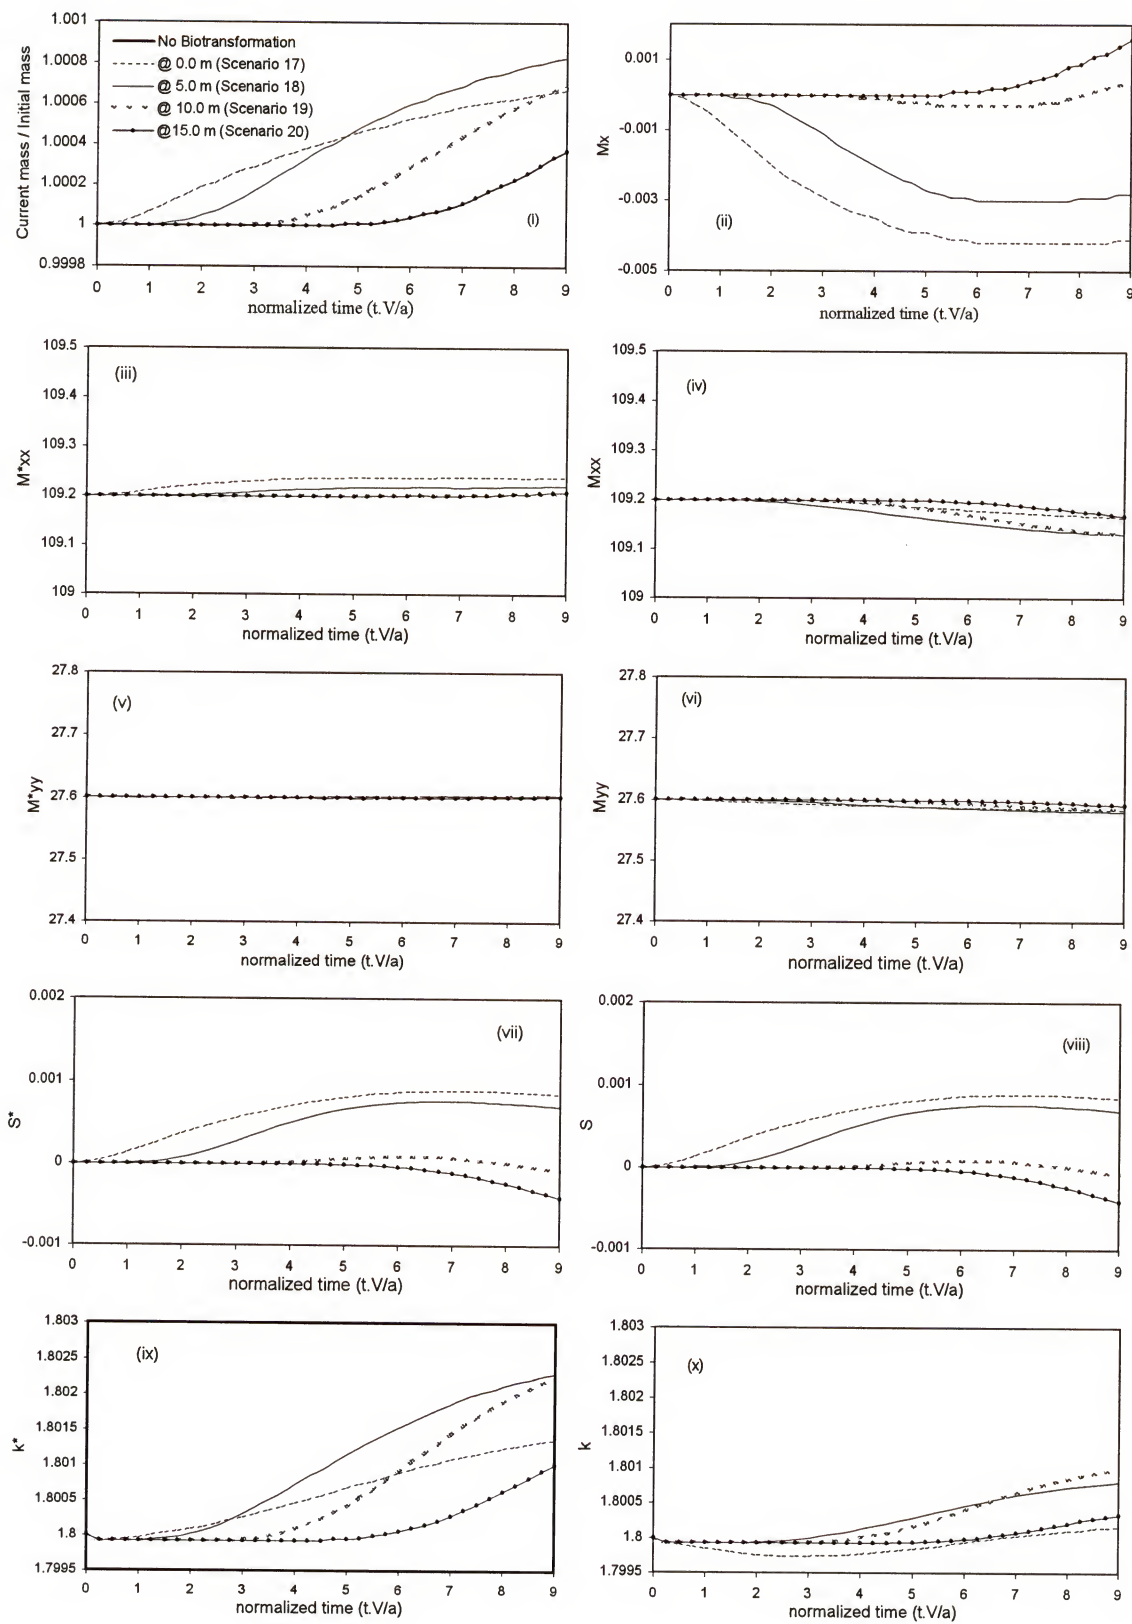 1.001
1.0008
1.0006
1.0004
1.0002
1
0.9998
Current mass / Initial mass
No Biotransformation
@ 0.0 m (Scenario 17)
@ 5.0 m (Scenario 18)
@ 10.0 m (Scenario 19)
@15.0 m (Scenario 20)
(i)
0 1 2 3 4 5 6 7 8 9
normalized time (t.V/a)
0.001
-0.001
-0.003
-0.005
Mx
(ii)
0 1 2 3 4 5 6 7 8 9
normalized time (t.V/a)
109.5
109.4
109.3
109.2
109.1
109
M*xx
(iii)
0 1 2 3 4 5 6 7 8 9
normalized time (t.V/a)
109.5
109.4
109.3
109.2
109.1
109
Mxx
(iv)
0 1 2 3 4 5 6 7 8 9
normalized time (t.V/a)
27.8
27.7
27.6
27.5
27.4
M*yy
(v)
0 1 2 3 4 5 6 7 8 9
normalized time (t.V/a)
27.8
27.7
27.6
27.5
27.4
Myy
(vi)
0 1 2 3 4 5 6 7 8 9
normalized time (t.V/a)
0.002
0.001
0
-0.001
S*
(vii)
0 1 2 3 4 5 6 7 8 9
normalized time (t.V/a)
0.002
0.001
0
-0.001
S
(viii)
0 1 2 3 4 5 6 7 8 9
normalized time (t.V/a)
1.803
1.8025
1.802
1.8015
1.801
1.8005
1.8
1.7995
k*
(ix)
0 1 2 3 4 5 6 7 8 9
normalized time (t.V/a)
1.803
1.8025
1.802
1.8015
1.801
1.8005
1.8
1.7995
k
(x)
0 1 2 3 4 5 6 7 8 9
normalized time (t.V/a)